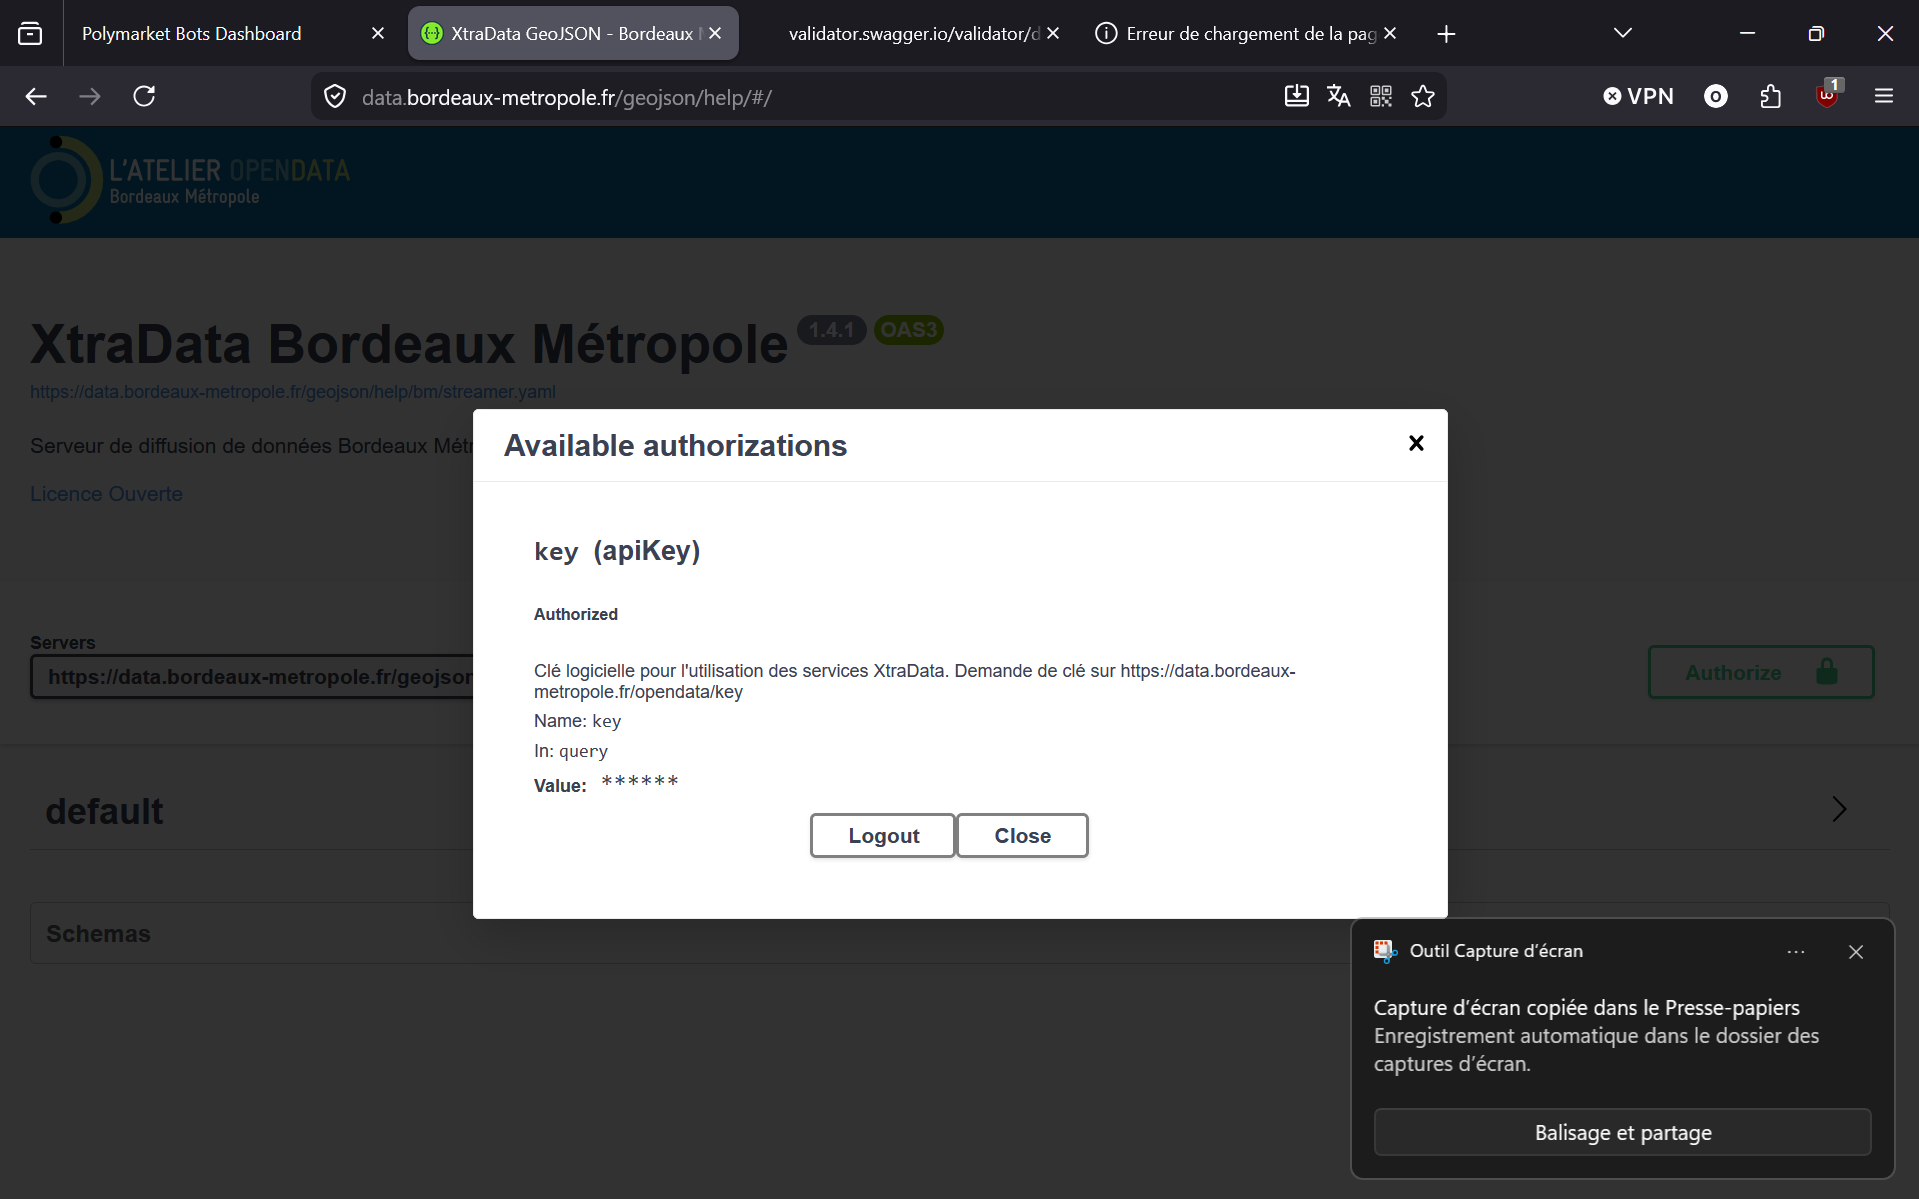 Polymarket Bots Dashboard
XtraData GeoJSON - Bordeaux M
validator.swagger.io/validator/d
Erreur de chargement de la pag
data.bordeaux-metropole.fr/geojson/help/#/
VPN
1
L'ATELIER OPENDATA
Bordeaux Métropole
XtraData Bordeaux Métropole 1.4.1 OAS3
https://data.bordeaux-metropole.fr/geojson/help/bm/streamer.yaml
Serveur de diffusion de données Bordeaux Métr
Licence Ouverte
Available authorizations
key (apiKey)
Authorized
Clé logicielle pour l'utilisation des services XtraData. Demande de clé sur https://data.bordeaux-
metropole.fr/opendata/key
Name: key
In: query
Value: ******
Logout
Close
Servers
https://data.bordeaux-metropole.fr/geojson
Authorize
default
Schemas
Outil Capture d'écran
Capture d'écran copiée dans le Presse-papiers
Enregistrement automatique dans le dossier des
captures d'écran.
Balisage et partage